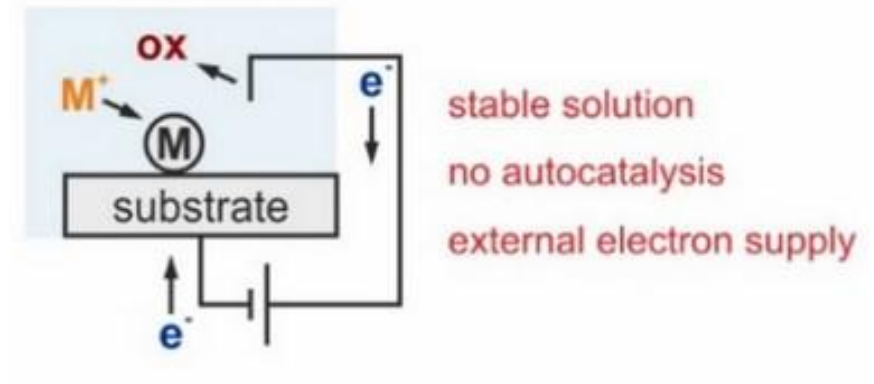 ox
M⁺
e⁻
M
substrate
e⁻
stable solution
no autocatalysis
external electron supply